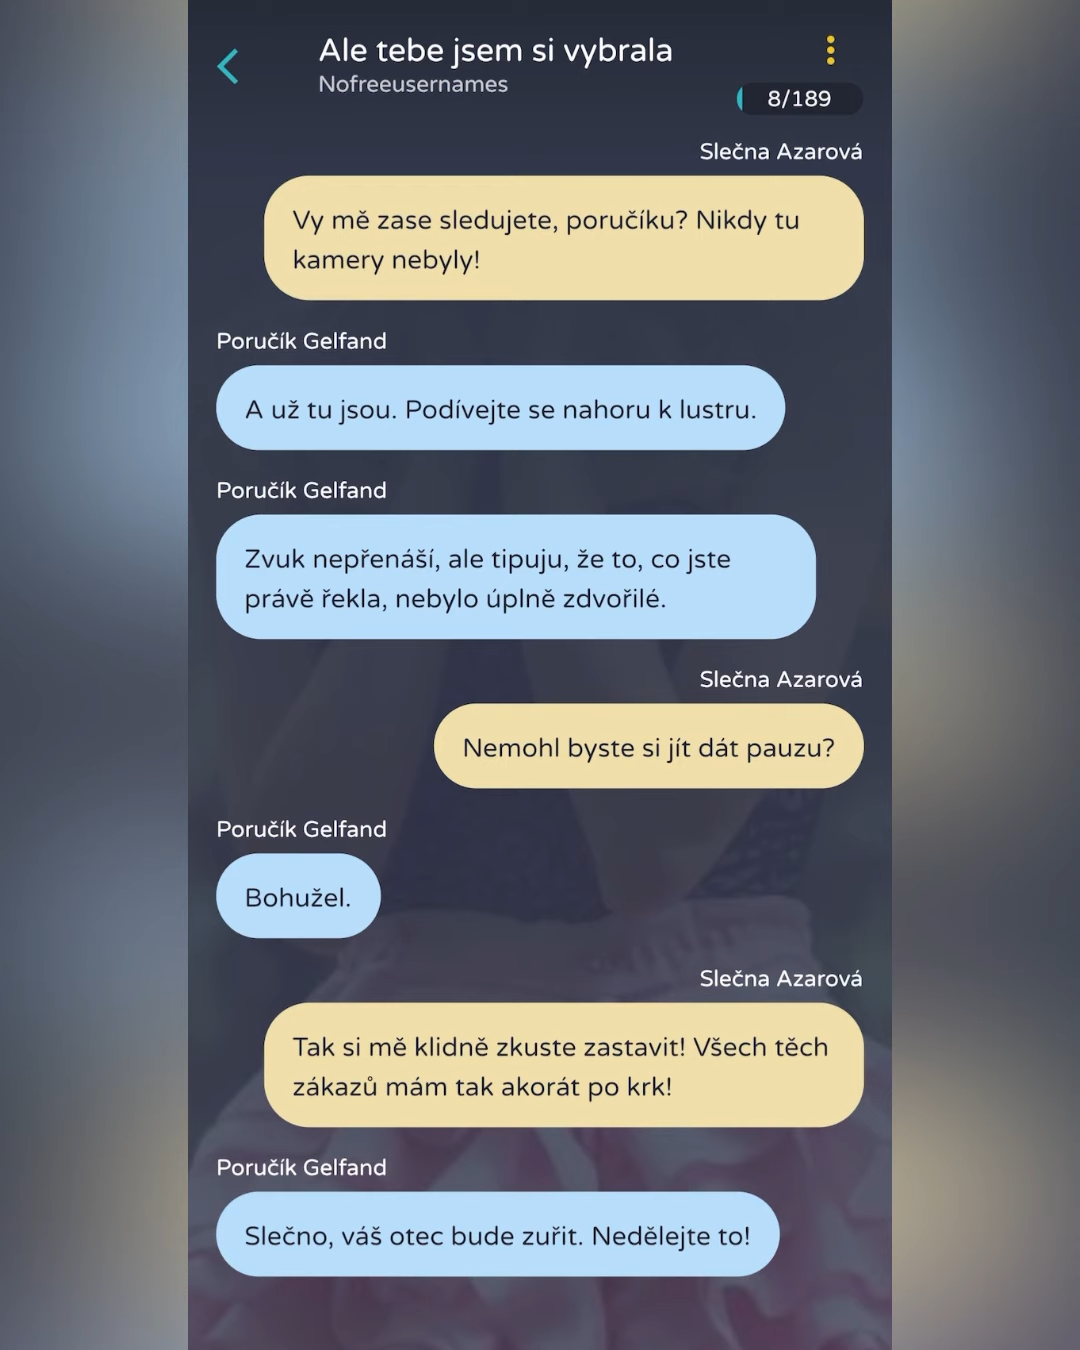 Ale tebe jsem si vybrala
Nofreeusernames
8/189
Slečna Azarová
Vy mě zase sledujete, poručíku? Nikdy tu
kamery nebyly!
Poručík Gelfand
A už tu jsou. Podívejte se nahoru k lustru.
Poručík Gelfand
Zvuk nepřenáší, ale tipuju, že to, co jste
právě řekla, nebylo úplně zdvořilé.
Slečna Azarová
Nemohl byste si jít dát pauzu?
Poručík Gelfand
Bohužel.
Slečna Azarová
Tak si mě klidně zkuste zastavit! Všech těch
zákazů mám tak akorát po krk!
Poručík Gelfand
Slečno, váš otec bude zuřit. Nedělejte to!